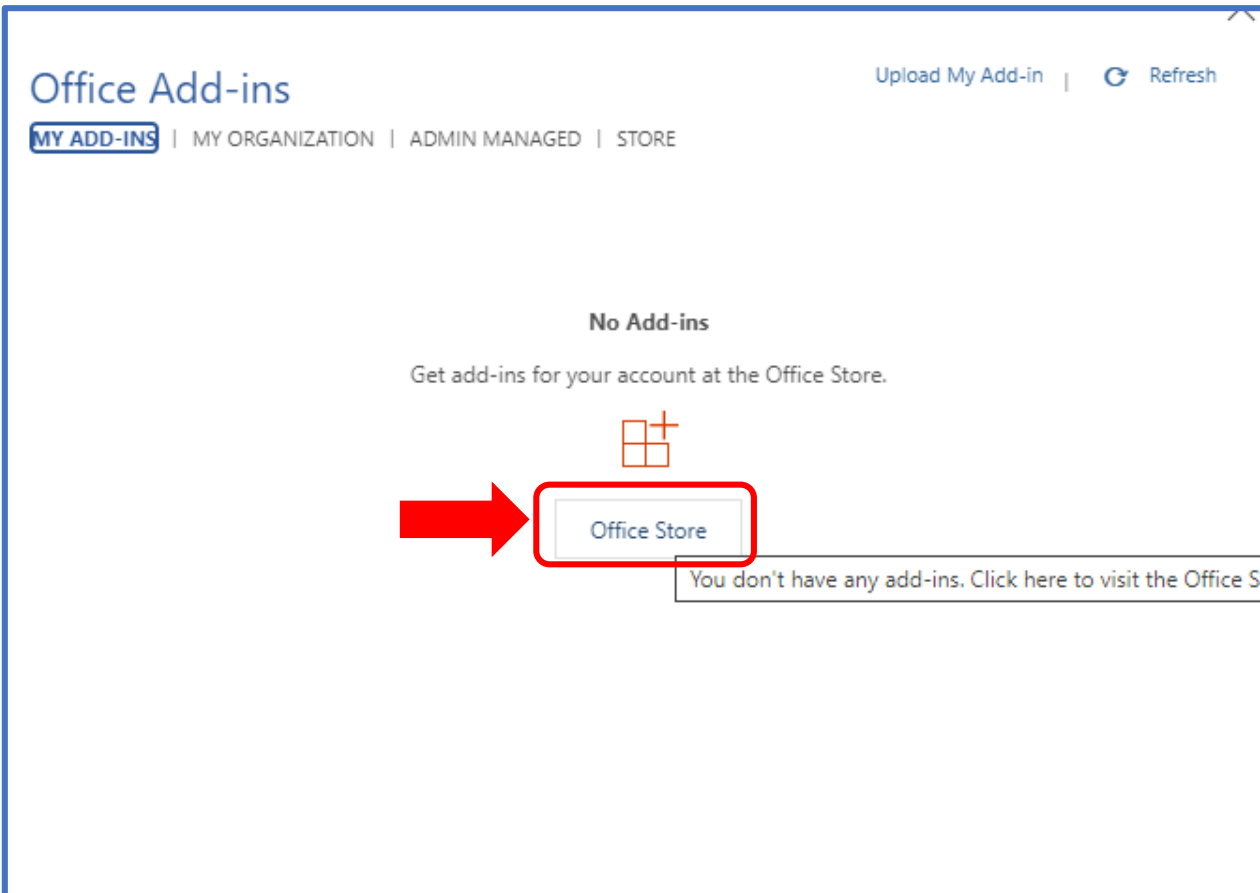 Office Add-ins
Upload My Add-in | Refresh
MY ADD-INS | MY ORGANIZATION | ADMIN MANAGED | STORE
No Add-ins
Get add-ins for your account at the Office Store.
Office Store
You don't have any add-ins. Click here to visit the Office S